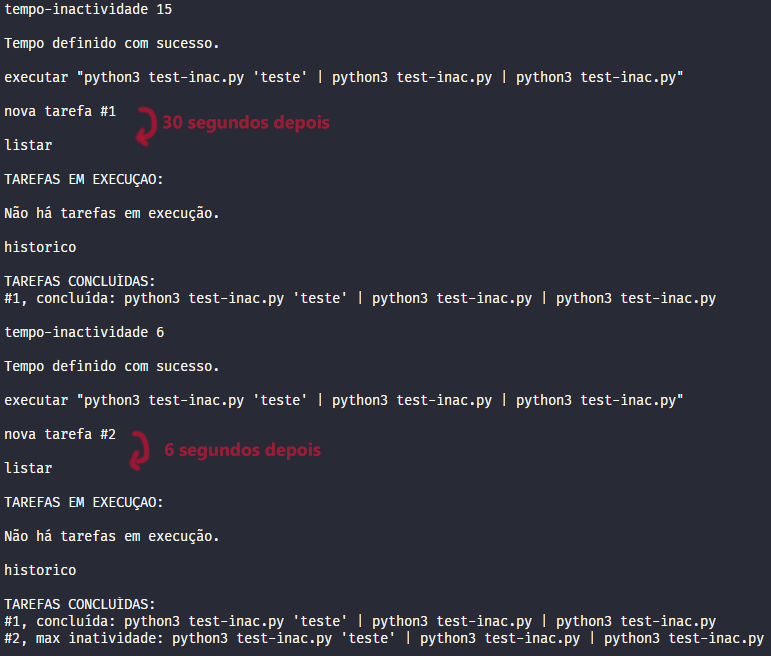 tempo-inactividade 15
Tempo definido com sucesso.
executar "python3 test-inac.py 'teste' | python3 test-inac.py | python3 test-inac.py"
nova tarefa #1
30 segundos depois
listar
TAREFAS EM EXECUÇAO:
Não há tarefas em execução.
historico
TAREFAS CONCLUÍDAS:
#1, concluída: python3 test-inac.py 'teste' | python3 test-inac.py | python3 test-inac.py
tempo-inactividade 6
Tempo definido com sucesso.
executar "python3 test-inac.py 'teste' | python3 test-inac.py | python3 test-inac.py"
nova tarefa #2
6 segundos depois
listar
TAREFAS EM EXECUÇAO:
Não há tarefas em execução.
historico
TAREFAS CONCLUÍDAS:
#1, concluída: python3 test-inac.py 'teste' | python3 test-inac.py | python3 test-inac.py
#2, max inatividade: python3 test-inac.py 'teste' | python3 test-inac.py | python3 test-inac.py